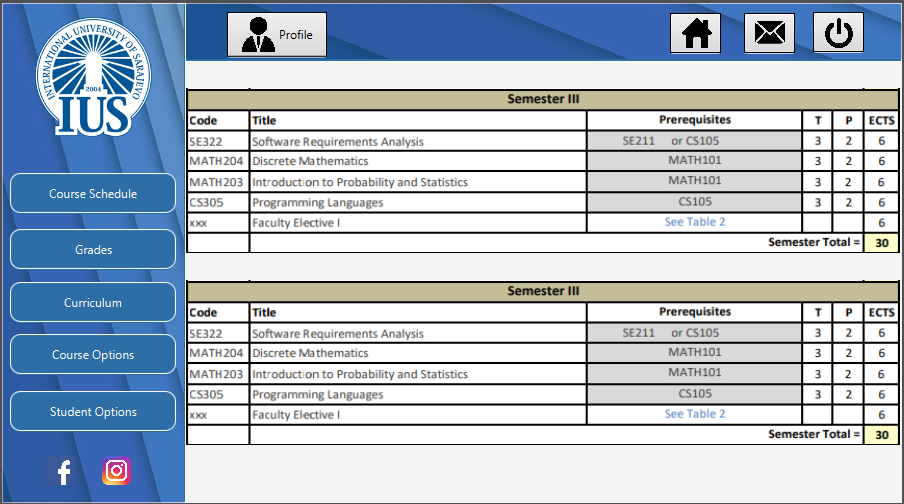 INTERNATIONAL UNIVERSITY OF SARAJEVO
2004
IUS
Profile
Course Schedule
Grades
Curriculum
Course Options
Student Options
Semester III
Code Title Prerequisites T P ECTS
SE322 Software Requirements Analysis SE211 or CS105 3 2 6
MATH204 Discrete Mathematics MATH101 3 2 6
MATH203 Introduction to Probability and Statistics MATH101 3 2 6
CS305 Programming Languages CS105 3 2 6
xxx Faculty Elective I See Table 2 6
Semester Total = 30
Semester III
Code Title Prerequisites T P ECTS
SE322 Software Requirements Analysis SE211 or CS105 3 2 6
MATH204 Discrete Mathematics MATH101 3 2 6
MATH203 Introduction to Probability and Statistics MATH101 3 2 6
CS305 Programming Languages CS105 3 2 6
xxx Faculty Elective I See Table 2 6
Semester Total = 30